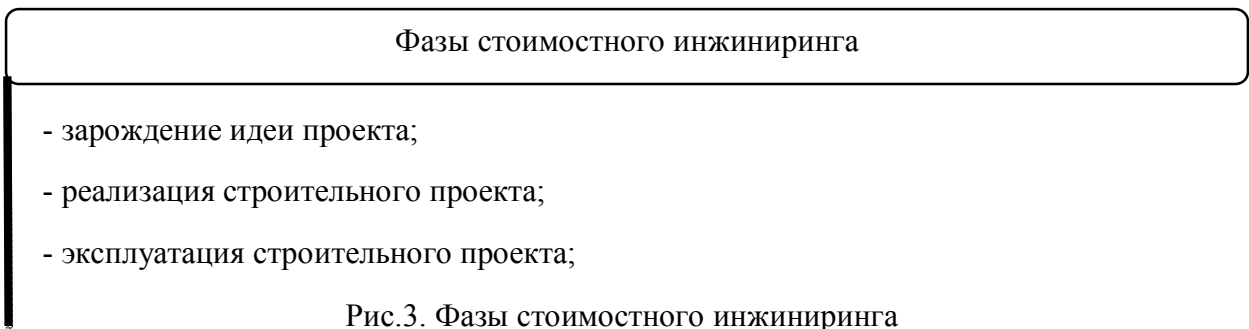 Фазы стоимостного инжиниринга
- зарождение идеи проекта;
- реализация строительного проекта;
- эксплуатация строительного проекта;
Рис.3. Фазы стоимостного инжиниринга